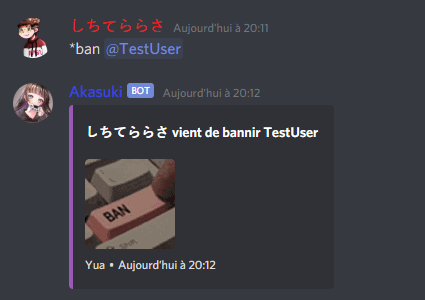 しちてららさ Aujourd'hui à 20:11
*ban @TestUser
Akasuki BOT Aujourd'hui à 20:12
しちてららさ vient de bannir TestUser
BAN
Yua • Aujourd'hui à 20:12